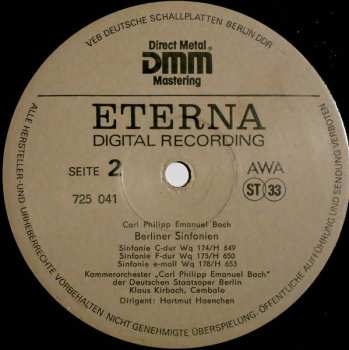 VEB DEUTSCHE SCHALLPLATTEN BERLIN DDR
Direct Metal
DMM®
Mastering
ETERNA
DIGITAL RECORDING
SEITE 2
AWA
725 041
ST 33
Carl Philipp Emanuel Bach
Berliner Sinfonien
Sinfonie C-dur Wq 174/H 649
Sinfonie F-dur Wq 175/H 650
Sinfonie e-moll Wq 178/H 653
Kammerorchester „Carl Philipp Emanuel Bach"
der Deutschen Staatsoper Berlin
Klaus Kirbach, Cembalo
Dirigent: Hartmut Haenchen
ALLE HERSTELLER- UND URHEBERRECHTE VORBEHALTEN NICHT GENEHMIGTE ÜBERSPIELUNG, ÖFFENTLICHE AUFFÜHRUNG UND SENDUNG VERBOTEN